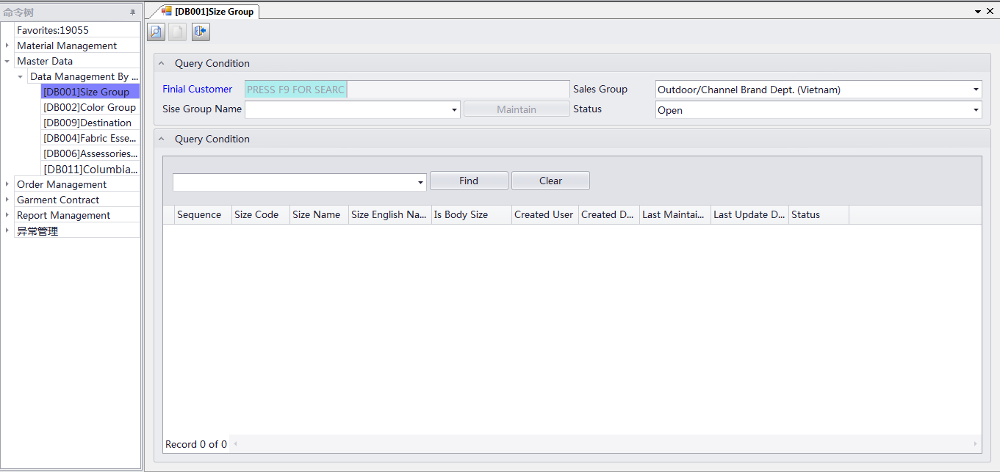 命令树
[DB001]Size Group
Favorites:19055
Material Management
Master Data
Data Management By ...
[DB001]Size Group
[DB002]Color Group
[DB009]Destination
[DB004]Fabric Esse...
[DB006]Assessories...
[DB011]Columbia...
Order Management
Garment Contract
Report Management
异常管理
Query Condition
Finial Customer PRESS F9 FOR SEARC Sales Group Outdoor/Channel Brand Dept. (Vietnam)
Sise Group Name Maintain Status Open
Query Condition
Find Clear
Sequence Size Code Size Name Size English Na... Is Body Size Created User Created D... Last Maintai... Last Update D... Status
Record 0 of 0